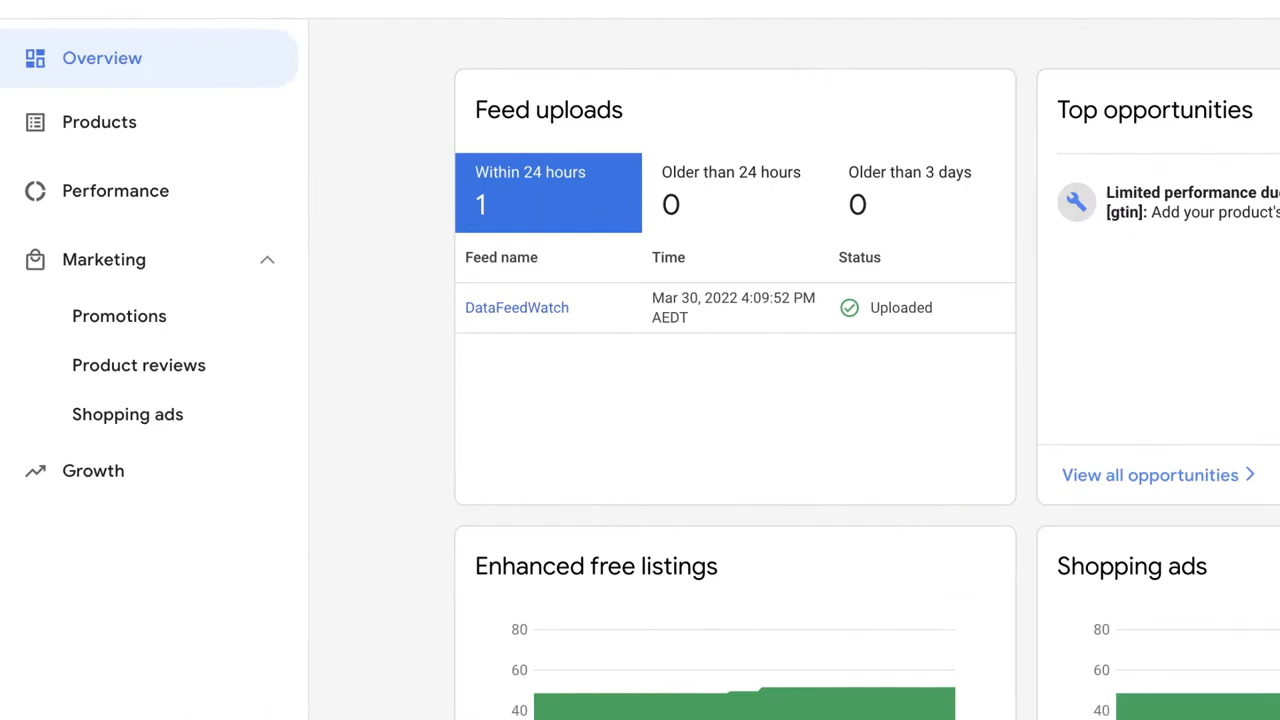 Overview
Products
Performance
Marketing
Promotions
Product reviews
Shopping ads
Growth
Feed uploads
Within 24 hours
1
Older than 24 hours
0
Older than 3 days
0
Feed name Time Status
DataFeedWatch
Mar 30, 2022 4:09:52 PM
AEDT
Uploaded
Top opportunities
Limited performance du
[gtin]: Add your product's
View all opportunities
Enhanced free listings
80
60
40
Shopping ads
80
60
40